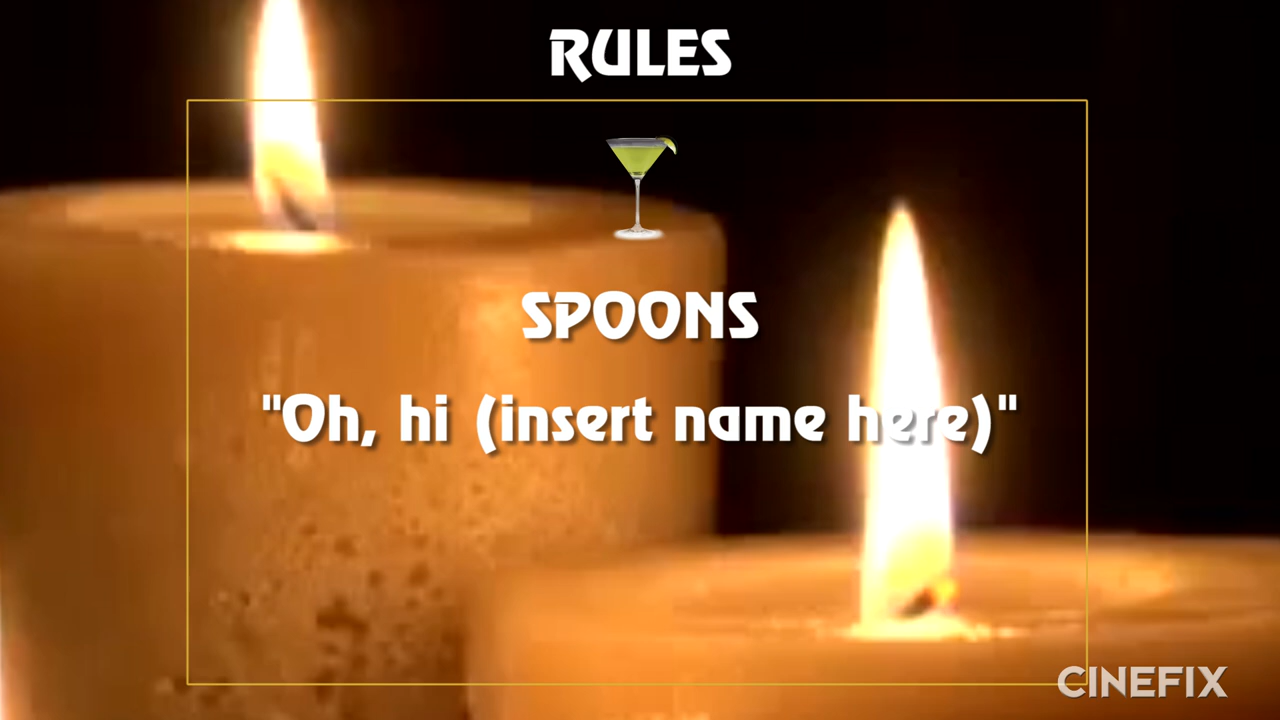 RULES
SPOONS
"Oh, hi (insert name here)"
CINEFIX